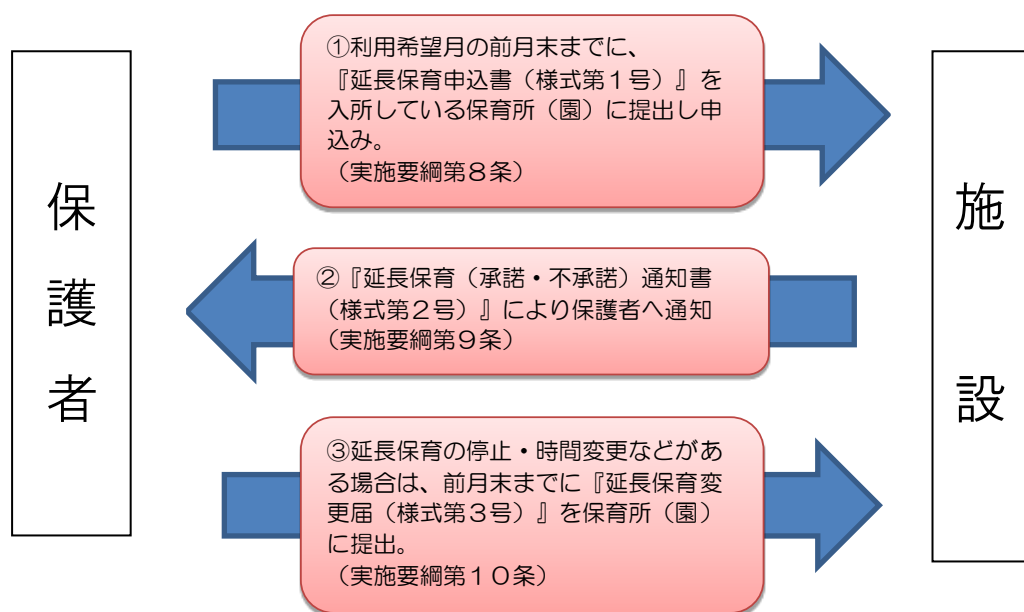 保護者
①利用希望月の前月末までに、
『延長保育申込書（様式第１号）』を
入所している保育所（園）に提出し申
込み。
（実施要綱第８条）
②『延長保育（承諾・不承諾）通知書
（様式第２号）』により保護者へ通知
（実施要綱第９条）
③延長保育の停止・時間変更などがあ
る場合は、前月末までに『延長保育変
更届（様式第３号）』を保育所（園）
に提出。
（実施要綱第１０条）
施設